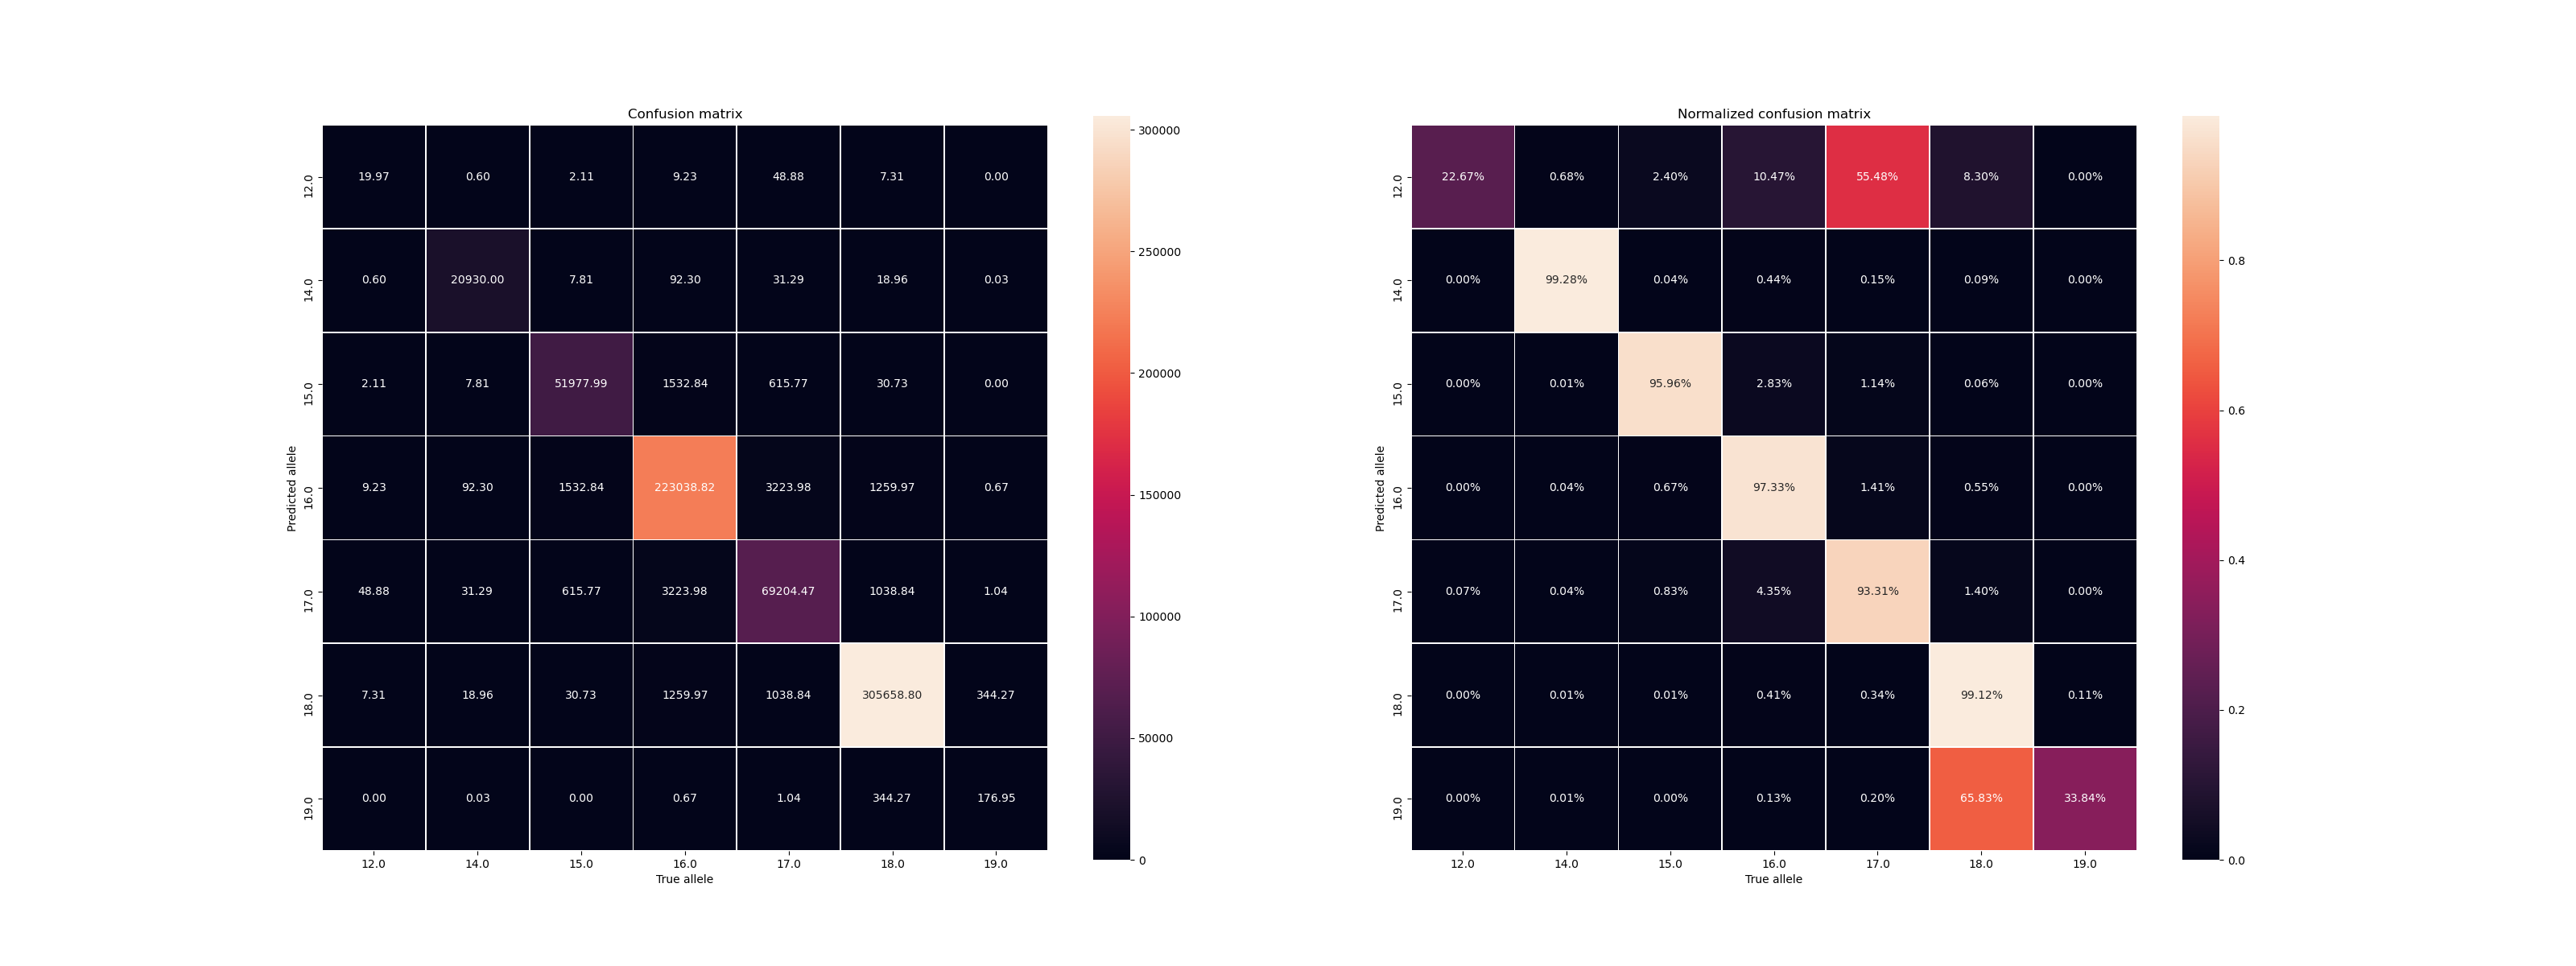 Confusion matrix
12.0 19.97 0.60 2.11 9.23 48.88 7.31 0.00
14.0 0.60 20930.00 7.81 92.30 31.29 18.96 0.03
15.0 2.11 7.81 51977.99 1532.84 615.77 30.73 0.00
16.0 9.23 92.30 1532.84 223038.82 3223.98 1259.97 0.67
17.0 48.88 31.29 615.77 3223.98 69204.47 1038.84 1.04
18.0 7.31 18.96 30.73 1259.97 1038.84 305658.80 344.27
19.0 0.00 0.03 0.00 0.67 1.04 344.27 176.95
12.0 14.0 15.0 16.0 17.0 18.0 19.0
True allele
Predicted allele
300000
250000
200000
150000
100000
50000
0
Normalized confusion matrix
12.0 22.67% 0.68% 2.40% 10.47% 55.48% 8.30% 0.00%
14.0 0.00% 99.28% 0.04% 0.44% 0.15% 0.09% 0.00%
15.0 0.00% 0.01% 95.96% 2.83% 1.14% 0.06% 0.00%
16.0 0.00% 0.04% 0.67% 97.33% 1.41% 0.55% 0.00%
17.0 0.07% 0.04% 0.83% 4.35% 93.31% 1.40% 0.00%
18.0 0.00% 0.01% 0.01% 0.41% 0.34% 99.12% 0.11%
19.0 0.00% 0.01% 0.00% 0.13% 0.20% 65.83% 33.84%
12.0 14.0 15.0 16.0 17.0 18.0 19.0
True allele
Predicted allele
0.8
0.6
0.4
0.2
0.0